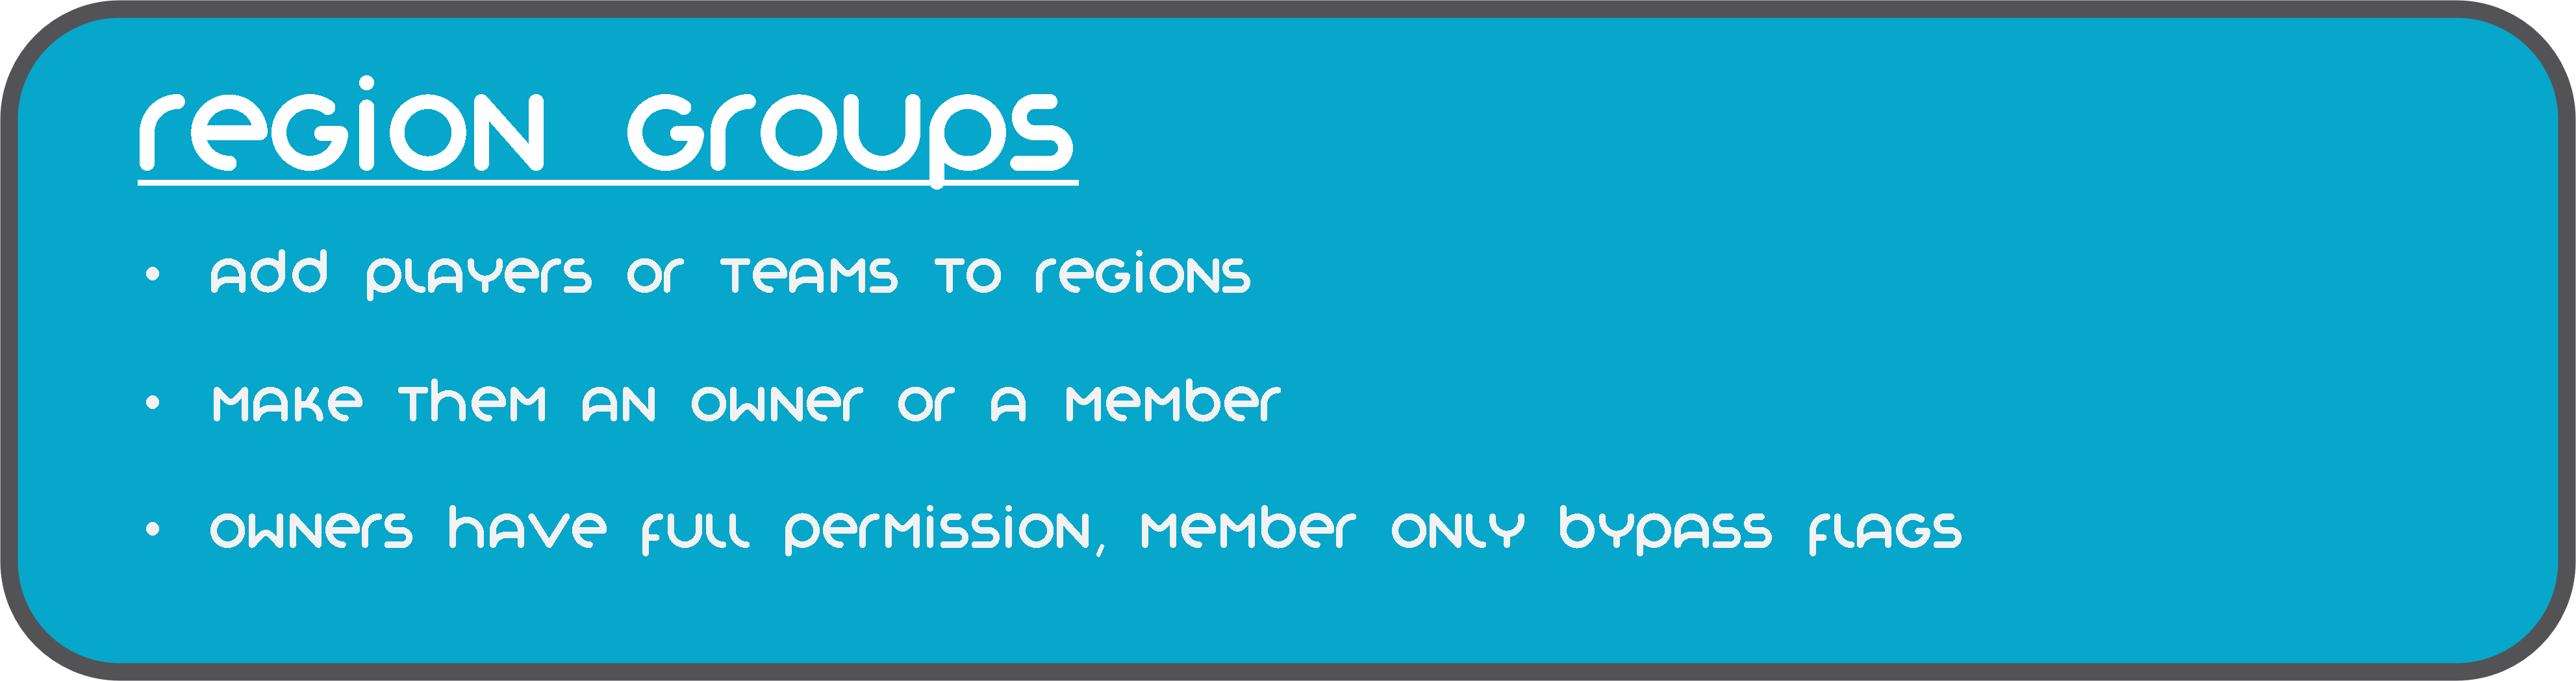 region groups
• add players or teams to regions
• make them an owner or a member
• owners have full permission, member only bypass flags